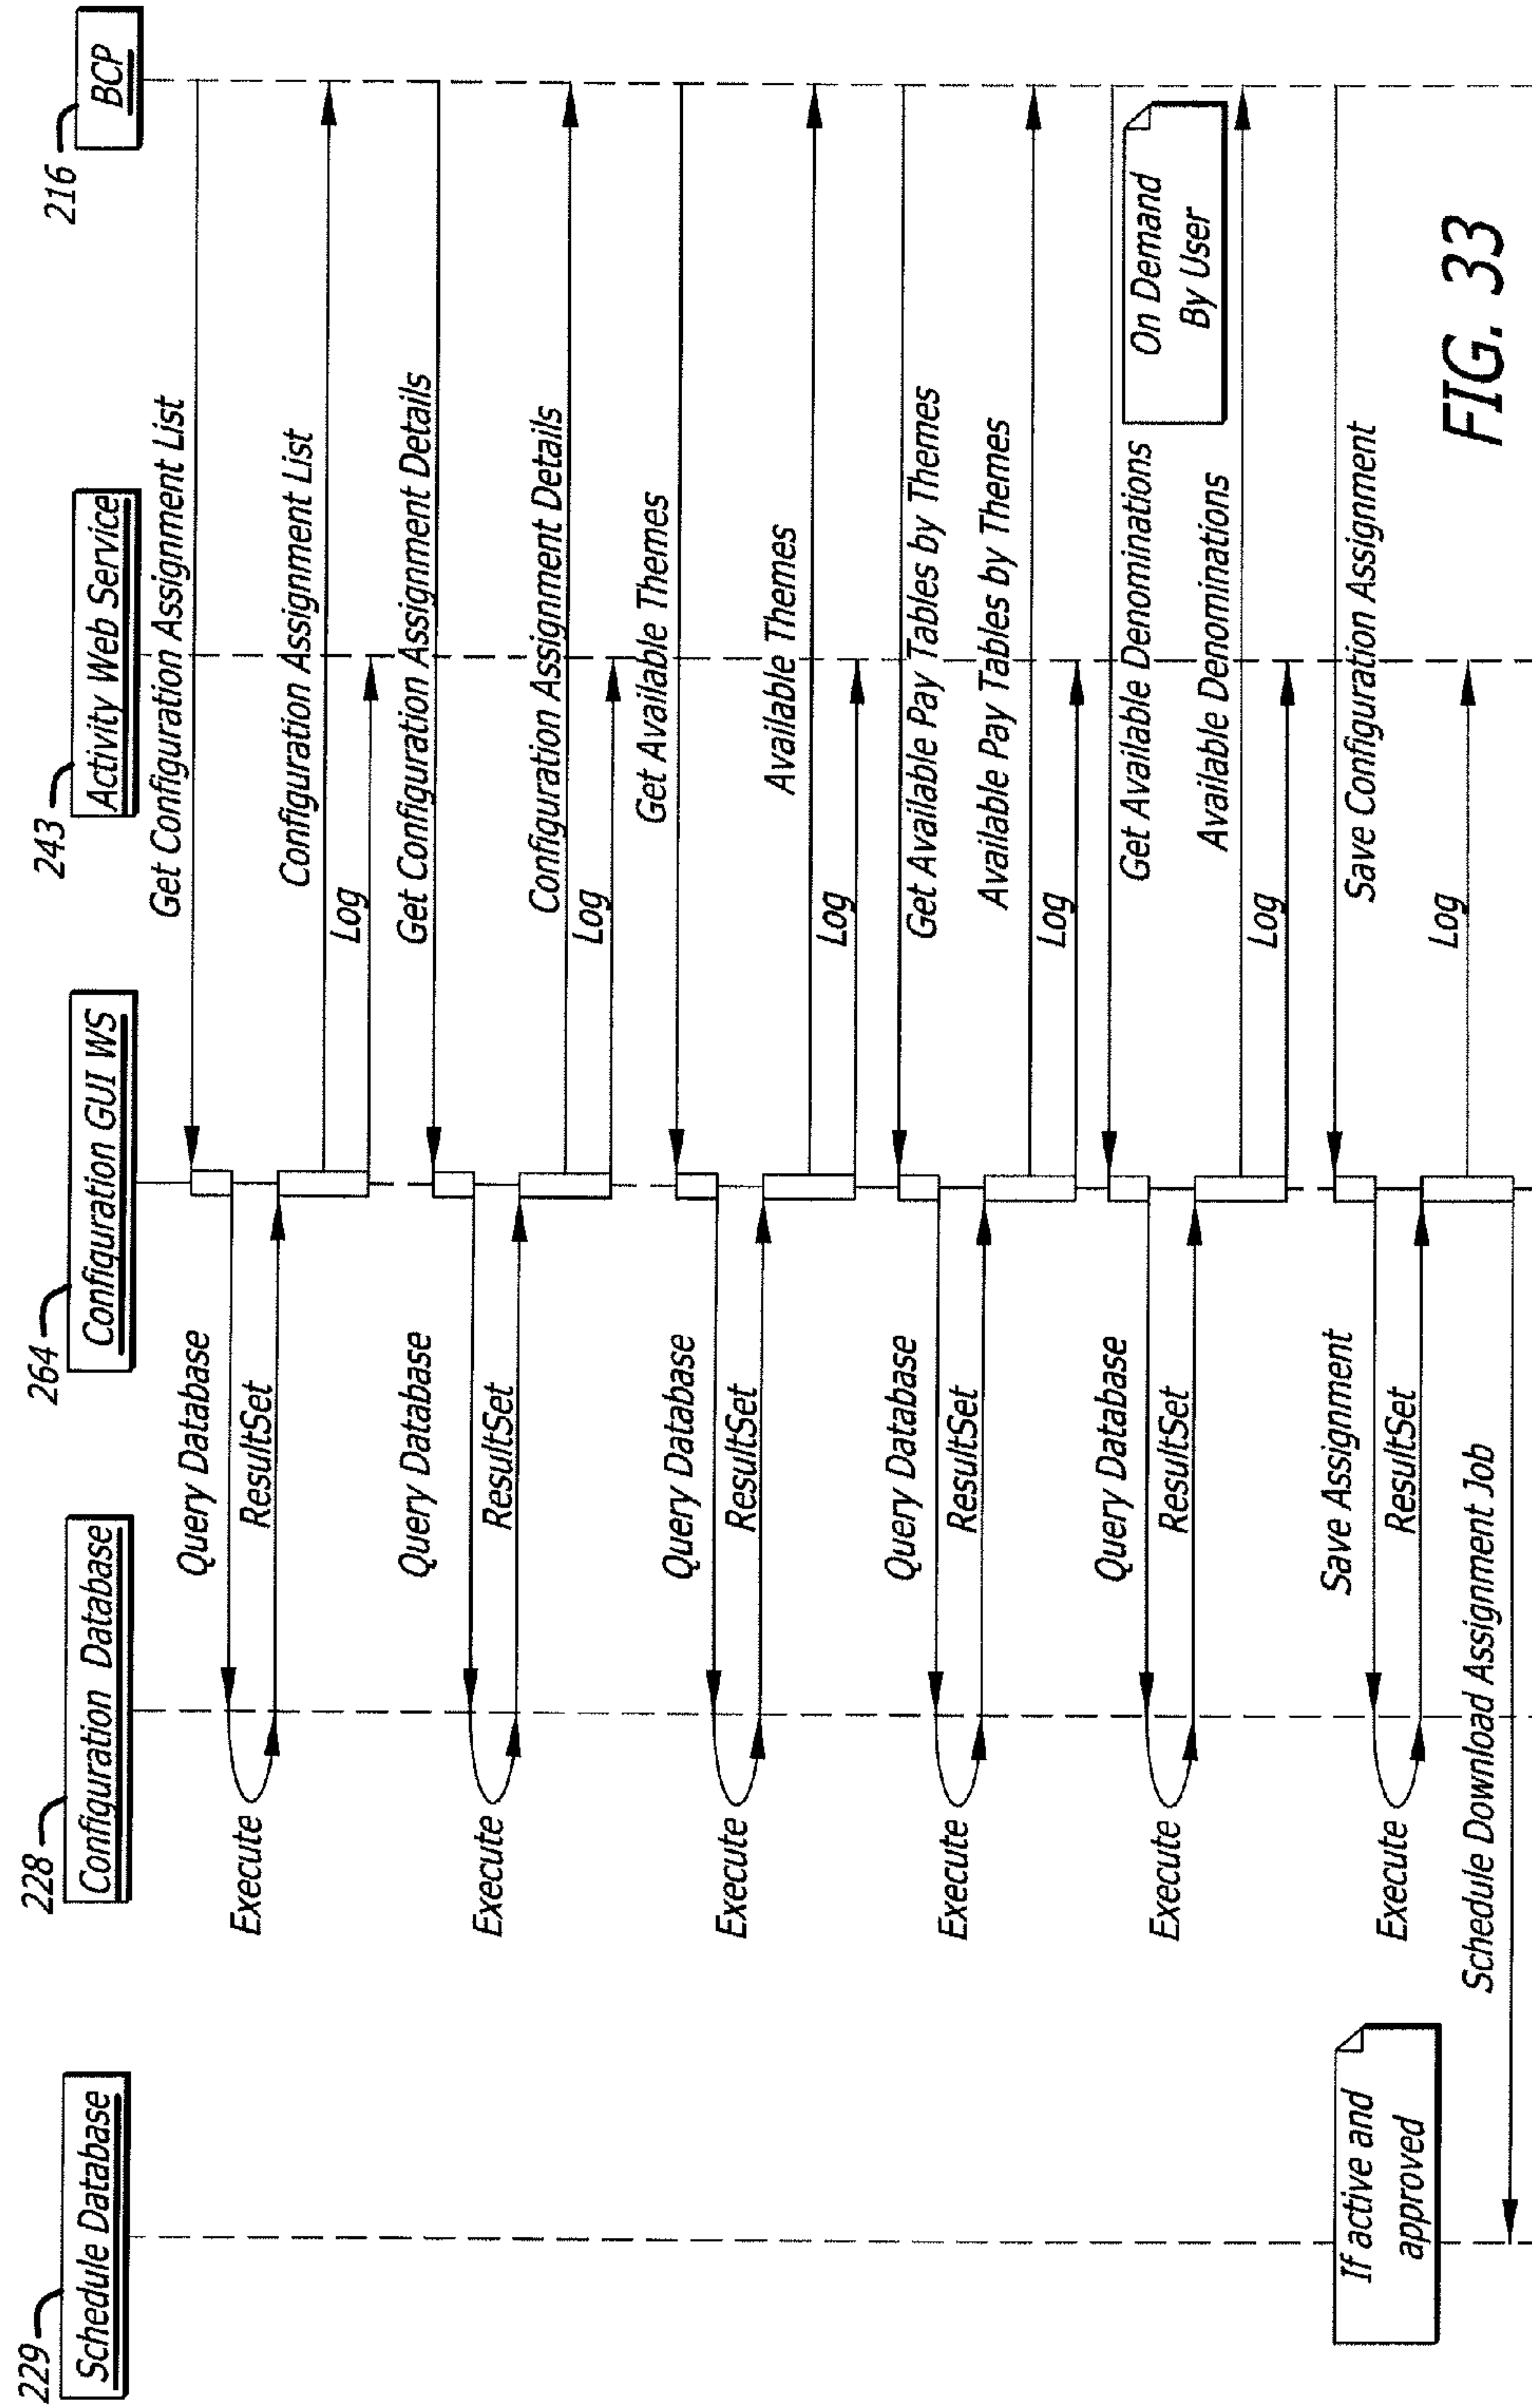 229
Schedule Database
228
Configuration Database
264
Configuration GUI WS
243
Activity Web Service
216
BCP
Get Configuration Assignment List
Query Database
Execute
ResultSet
Configuration Assignment List
Log
Get Configuration Assignment Details
Query Database
Execute
ResultSet
Configuration Assignment Details
Log
Get Available Themes
Query Database
Execute
ResultSet
Available Themes
Log
Get Available Pay Tables by Themes
Query Database
Execute
ResultSet
Available Pay Tables by Themes
Log
Get Available Denominations
On Demand
By User
Query Database
Execute
ResultSet
Available Denominations
Log
Save Configuration Assignment
Save Assignment
Execute
ResultSet
Log
If active and
approved
Schedule Download Assignment Job
FIG. 33